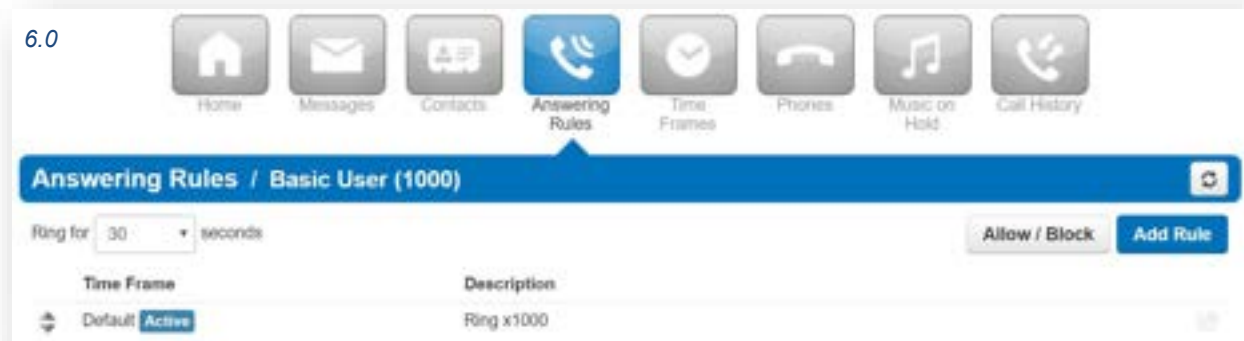 6.0
Home Messages Contacts Answering Rules Time Frames Phones Music on Hold Call History
Answering Rules / Basic User (1000)
Ring for 30 seconds Allow / Block Add Rule
Time Frame Description
Default Active Ring x1000